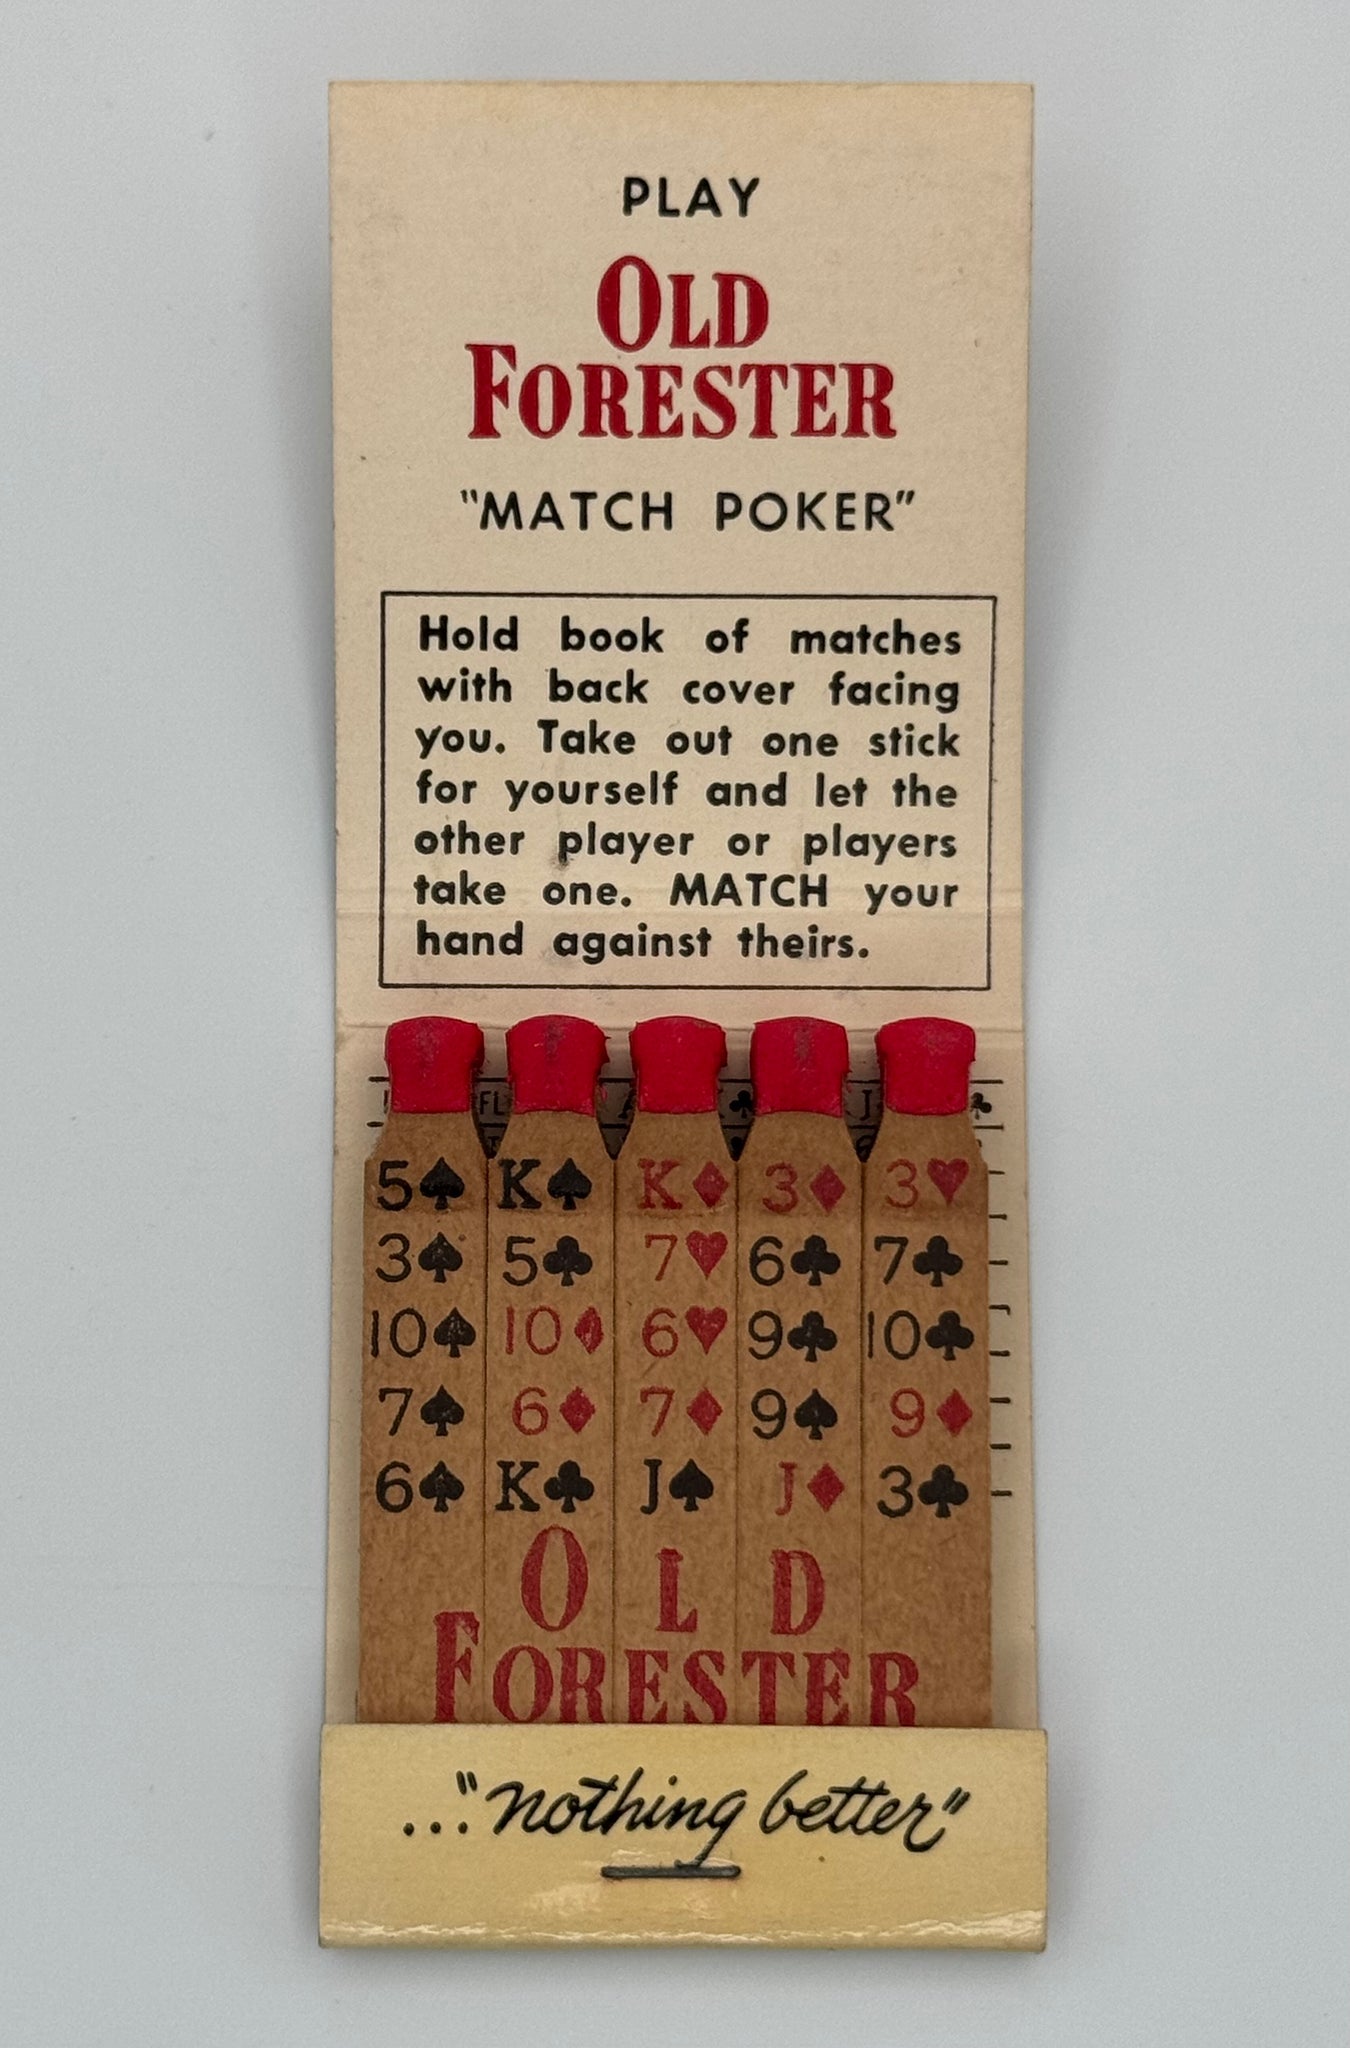 PLAY
OLD
FORESTER
"MATCH POKER"
Hold book of matches
with back cover facing
you. Take out one stick
for yourself and let the
other player or players
take one. MATCH your
hand against theirs.
5♠ K♠ K♦ 3♦ 3♥
3♠ 5♣ 7♥ 6♣ 7♣
10♠ 10♦ 6♥ 9♣ 10♣
7♠ 6♦ 7♦ 9♠ 9♦
6♠ K♣ J♠ J♦ 3♣
OLD
FORESTER
..."nothing better"